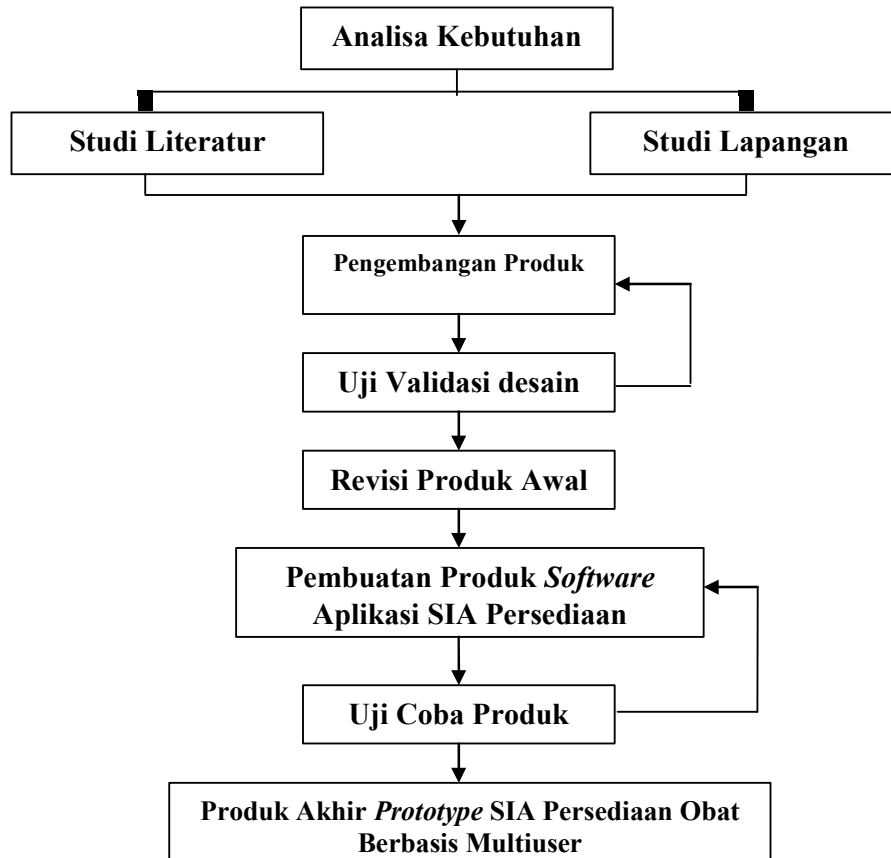 Analisa Kebutuhan
Studi Literatur
Studi Lapangan
Pengembangan Produk
Uji Validasi desain
Revisi Produk Awal
Pembuatan Produk Software
Aplikasi SIA Persediaan
Uji Coba Produk
Produk Akhir Prototype SIA Persediaan Obat
Berbasis Multiuser